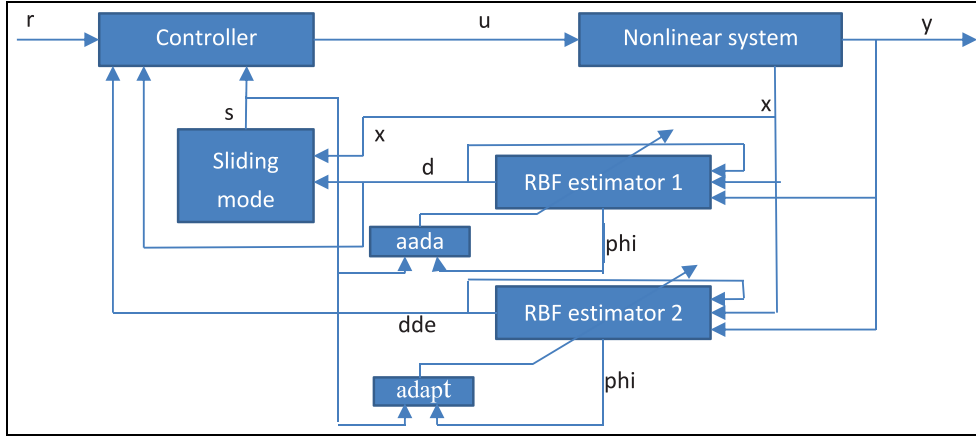 r
Controller
u
Nonlinear system
y
s
x
x
Sliding
mode
d
RBF estimator 1
aada
phi
dde
RBF estimator 2
adapt
phi